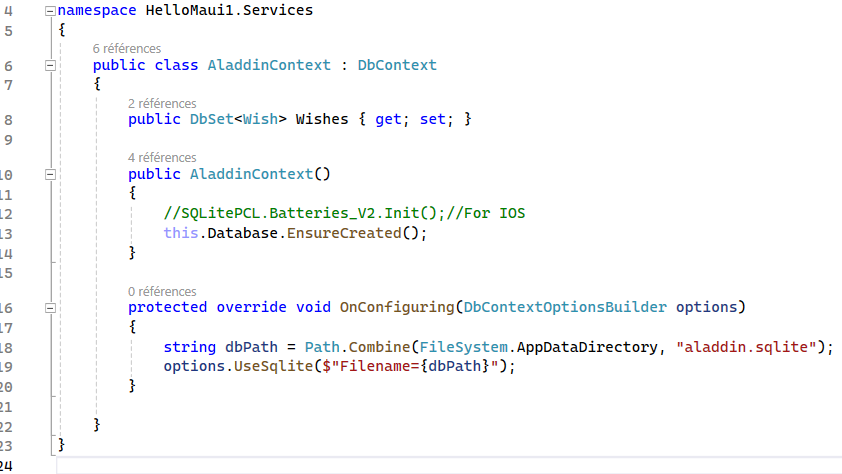 4 namespace HelloMaui1.Services
5 {
6 références
6 public class AladdinContext : DbContext
7 {
2 références
8 public DbSet<Wish> Wishes { get; set; }
9
4 références
10 public AladdinContext()
11 {
12 //SQLitePCL.Batteries_V2.Init();//For IOS
13 this.Database.EnsureCreated();
14 }
15
0 références
16 protected override void OnConfiguring(DbContextOptionsBuilder options)
17 {
18 string dbPath = Path.Combine(FileSystem.AppDataDirectory, "aladdin.sqlite");
19 options.UseSqlite($"Filename={dbPath}");
20 }
21
22 }
23 }
24